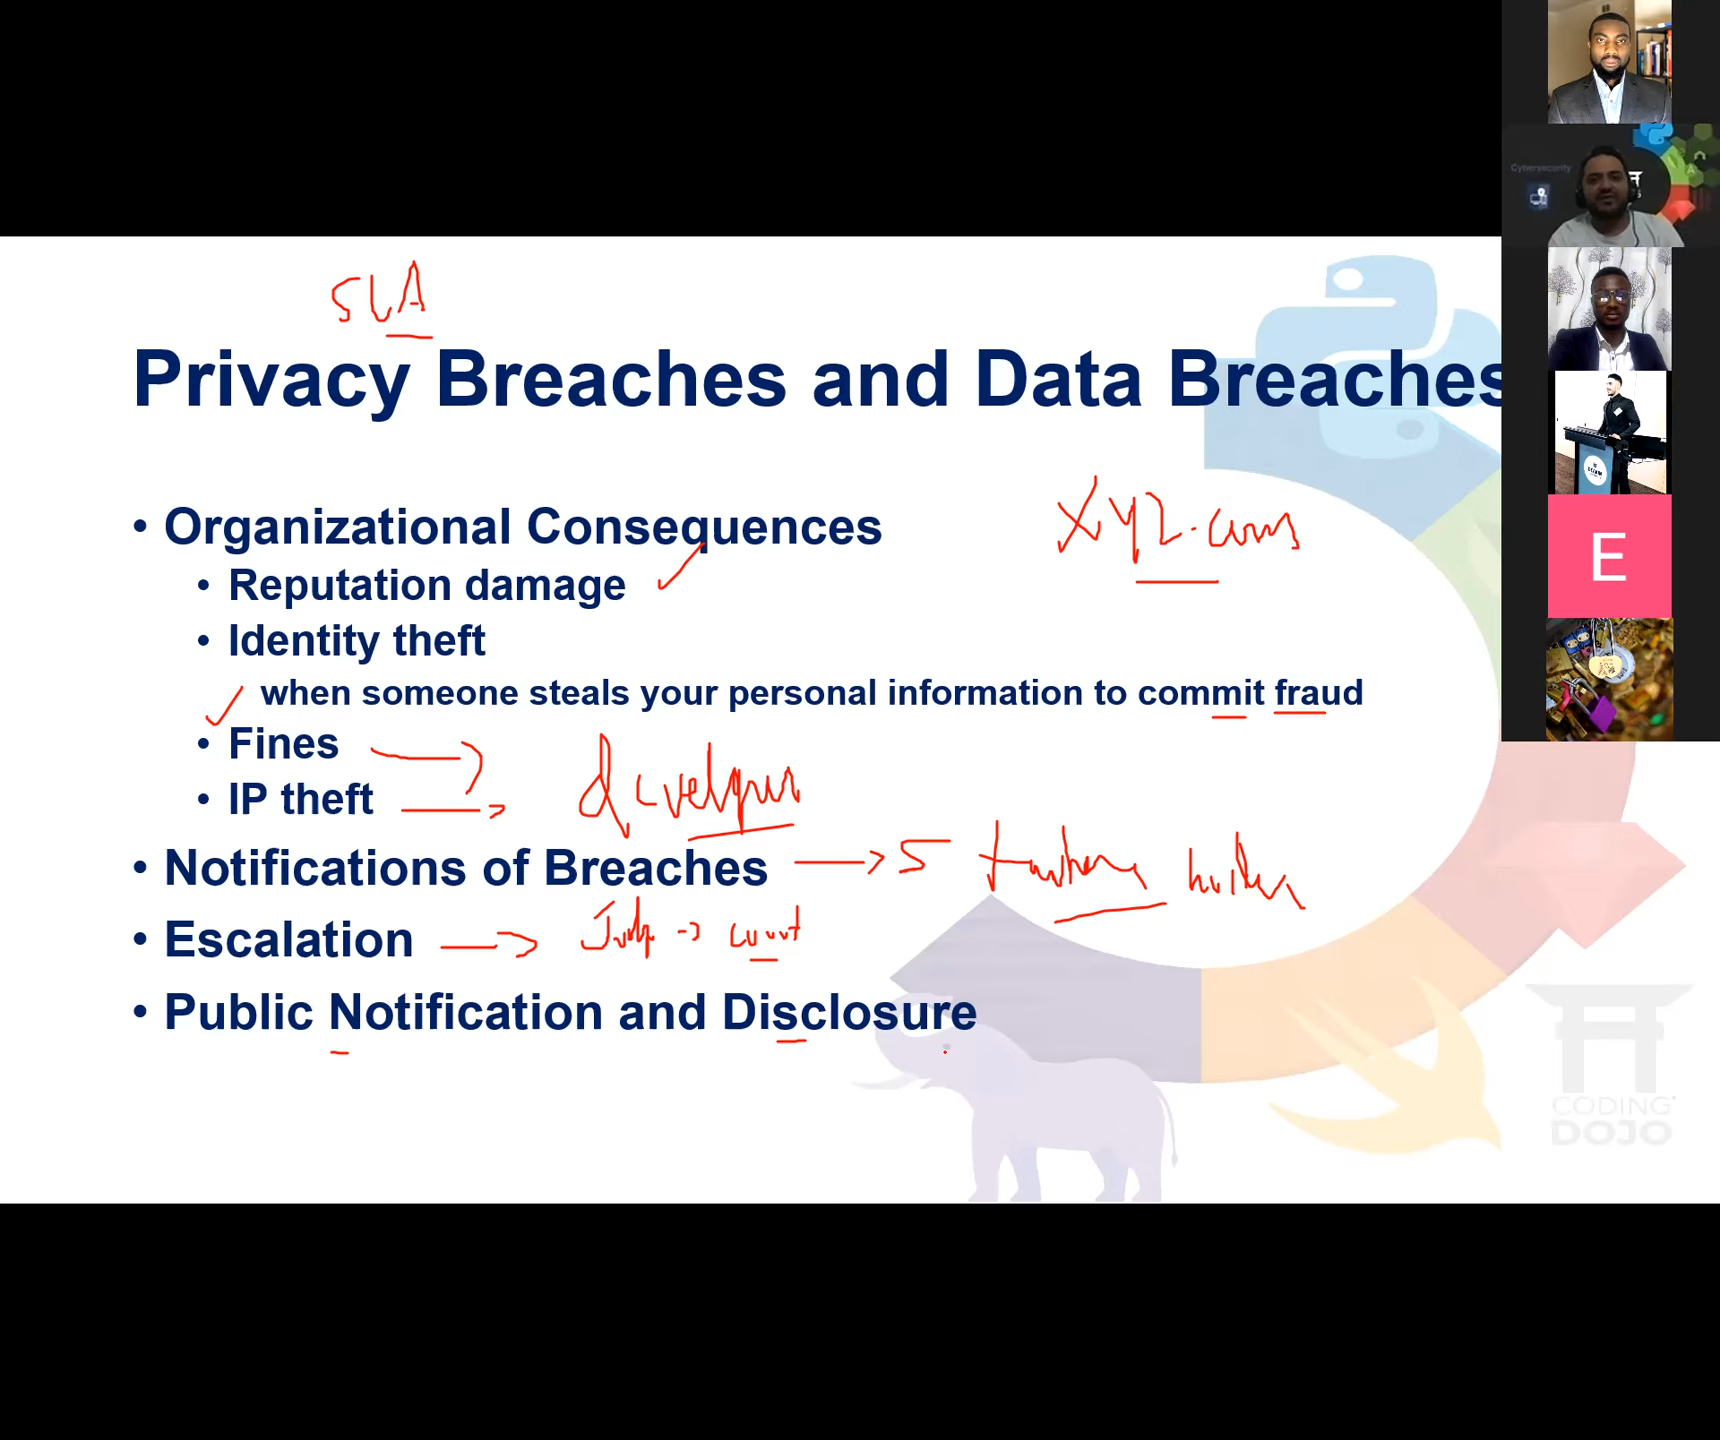 SLA
Privacy Breaches and Data Breaches
• Organizational Consequences
xyz.com
• Reputation damage
• Identity theft
when someone steals your personal information to commit fraud
• Fines
• IP theft
developer
• Notifications of Breaches → 5
• Escalation → Judge → court
• Public Notification and Disclosure
Cybersecurity
E
CODING
DOJO